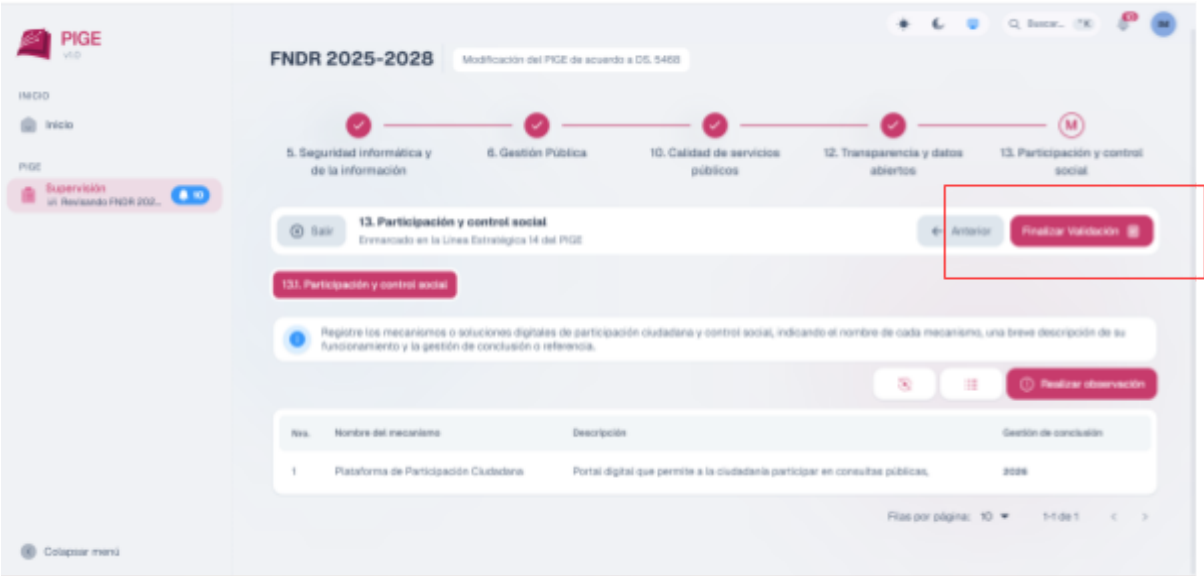 PIGE
v1.0
Buscar...
FNDR 2025-2028
Modificación del PIGE de acuerdo a DS. 5468
INICIO
Inicio
PIGE
Supervisión
Revisando FNDR 202...
10
5. Seguridad informática y
de la información
6. Gestión Pública
10. Calidad de servicios
públicos
12. Transparencia y datos
abiertos
M
13. Participación y control
social
Salir
13. Participación y control social
Enmarcado en la Línea Estratégica 14 del PIGE
Anterior
Finalizar Validación
13.1. Participación y control social
Registre los mecanismos o soluciones digitales de participación ciudadana y control social, indicando el nombre de cada mecanismo, una breve descripción de su
funcionamiento y la gestión de conclusión o referencia.
Realizar observación
Nro. Nombre del mecanismo Descripción Gestión de conclusión
1 Plataforma de Participación Ciudadana Portal digital que permite a la ciudadanía participar en consultas públicas, 2026
Filas por página: 10 1-1 de 1
Colapsar menú